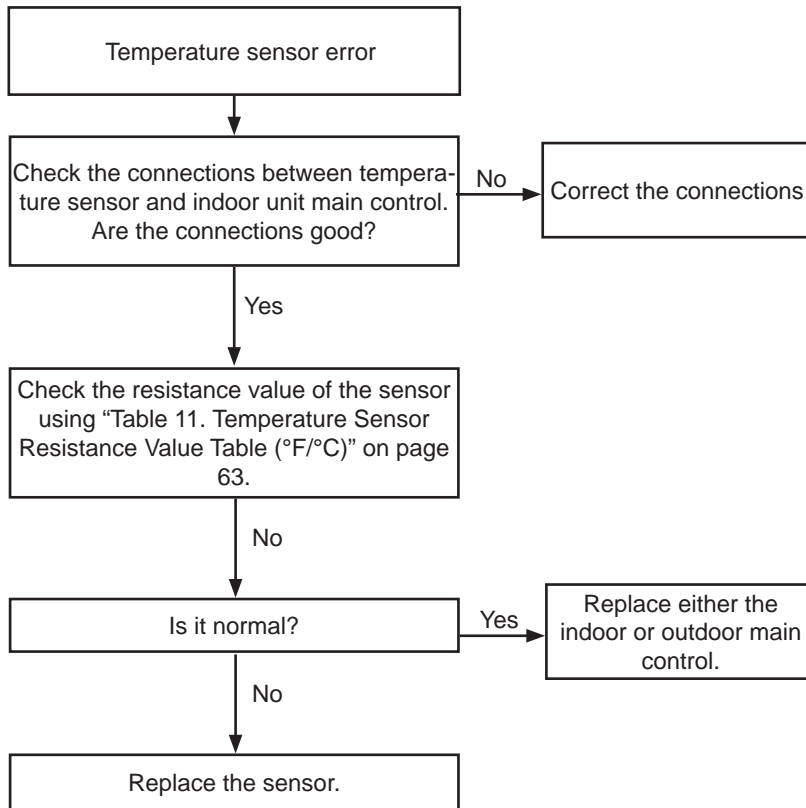 Temperature sensor error
Check the connections between tempera-
ture sensor and indoor unit main control.
Are the connections good?
No
Correct the connections
Yes
Check the resistance value of the sensor
using “Table 11. Temperature Sensor
Resistance Value Table (°F/°C)” on page
63.
No
Is it normal?
Yes
Replace either the
indoor or outdoor main
control.
No
Replace the sensor.